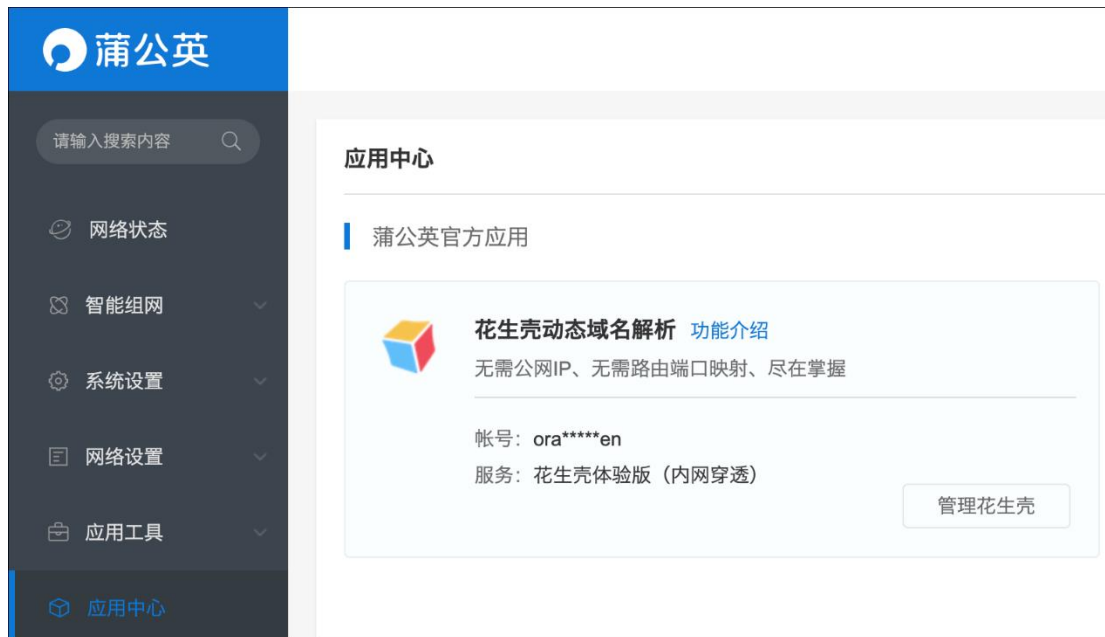 蒲公英
请输入搜索内容
网络状态
智能组网
系统设置
网络设置
应用工具
应用中心
应用中心
蒲公英官方应用
花生壳动态域名解析 功能介绍
无需公网IP、无需路由端口映射、尽在掌握
帐号：ora*****en
服务：花生壳体验版（内网穿透）
管理花生壳